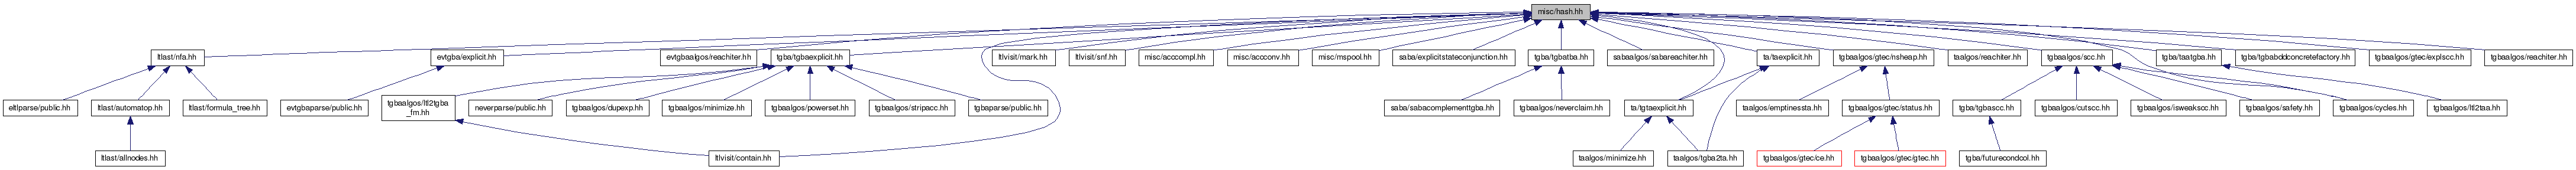 misc/hash.hh
ltlast/nfa.hh
evtgba/explicit.hh
evtgbaalgos/reachiter.hh
tgba/tgbaexplicit.hh
ltlvisit/mark.hh
ltlvisit/snf.hh
misc/acccompl.hh
misc/accconv.hh
misc/mspool.hh
saba/explicitstateconjunction.hh
tgba/tgbatba.hh
sabaalgos/sabareachiter.hh
ta/taexplicit.hh
tgbaalgos/gtec/nsheap.hh
taalgos/reachiter.hh
tgbaalgos/scc.hh
tgba/taatgba.hh
tgba/tgbabddconcretefactory.hh
tgbaalgos/gtec/explscc.hh
tgbaalgos/reachiter.hh
eltlparse/public.hh
ltlast/automatop.hh
ltlast/formula_tree.hh
evtgbaparse/public.hh
tgbaalgos/ltl2tgba
_fm.hh
neverparse/public.hh
tgbaalgos/dupexp.hh
tgbaalgos/minimize.hh
tgbaalgos/powerset.hh
tgbaalgos/stripacc.hh
tgbaparse/public.hh
saba/sabacomplementtgba.hh
tgbaalgos/neverclaim.hh
ta/tgtaexplicit.hh
taalgos/emptinessta.hh
tgbaalgos/gtec/status.hh
tgba/tgbascc.hh
tgbaalgos/cutscc.hh
tgbaalgos/isweakscc.hh
tgbaalgos/safety.hh
tgbaalgos/cycles.hh
tgbaalgos/ltl2taa.hh
ltlast/allnodes.hh
ltlvisit/contain.hh
taalgos/minimize.hh
taalgos/tgba2ta.hh
tgbaalgos/gtec/ce.hh
tgbaalgos/gtec/gtec.hh
tgba/futurecondcol.hh